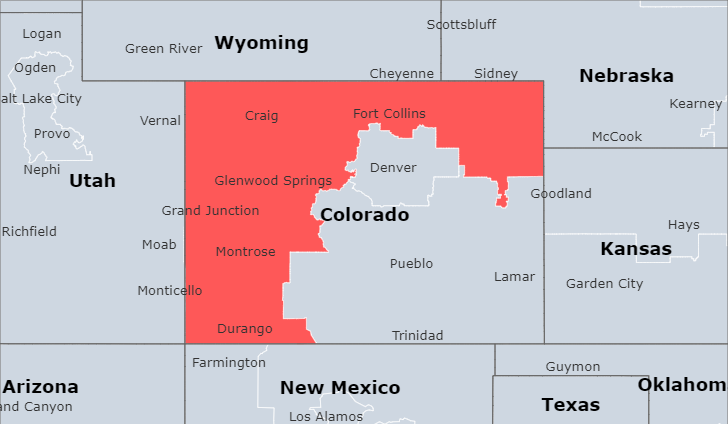 Scottsbluff
Logan
Green River
Wyoming
Ogden
Cheyenne
Sidney
Nebraska
alt Lake City
Kearney
Vernal
Craig
Fort Collins
Provo
McCook
Nephi
Denver
Utah
Glenwood Springs
Goodland
Grand Junction
Colorado
Richfield
Hays
Moab
Montrose
Kansas
Pueblo
Lamar
Garden City
Monticello
Durango
Trinidad
Farmington
Guymon
Arizona
New Mexico
Oklahom
and Canyon
Texas
Los Alamos